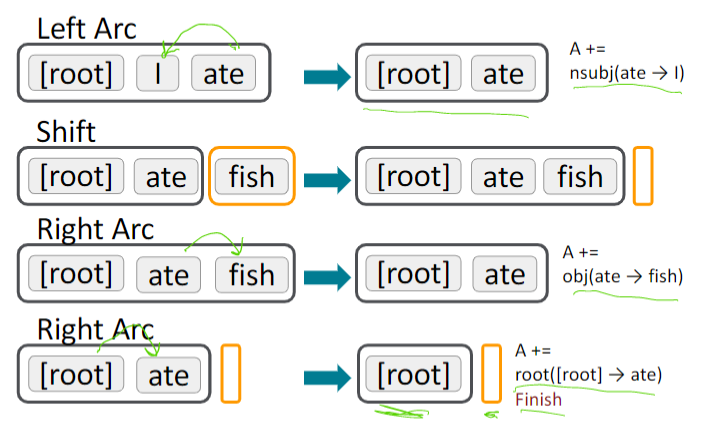 Left Arc
[root] I ate [root] ate
A +=
nsubj(ate → I)
Shift
[root] ate fish [root] ate fish
Right Arc
[root] ate fish [root] ate
A +=
obj(ate → fish)
Right Arc
[root] ate [root]
A +=
root([root] → ate)
Finish